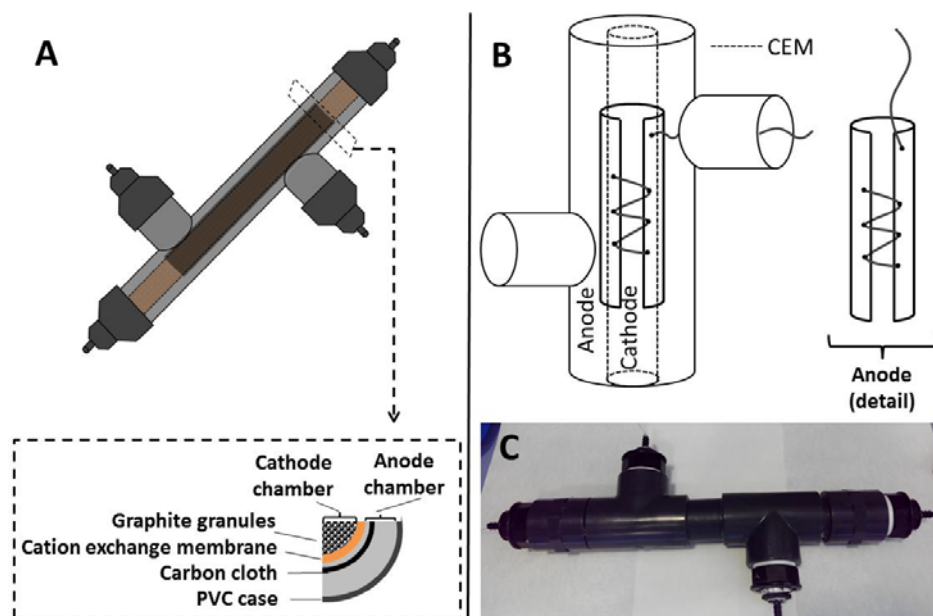 A
Cathode
chamber
Anode
chamber
Graphite granules
Cation exchange membrane
Carbon cloth
PVC case
B
CEM
Anode
Cathode
Anode
(detail)
C